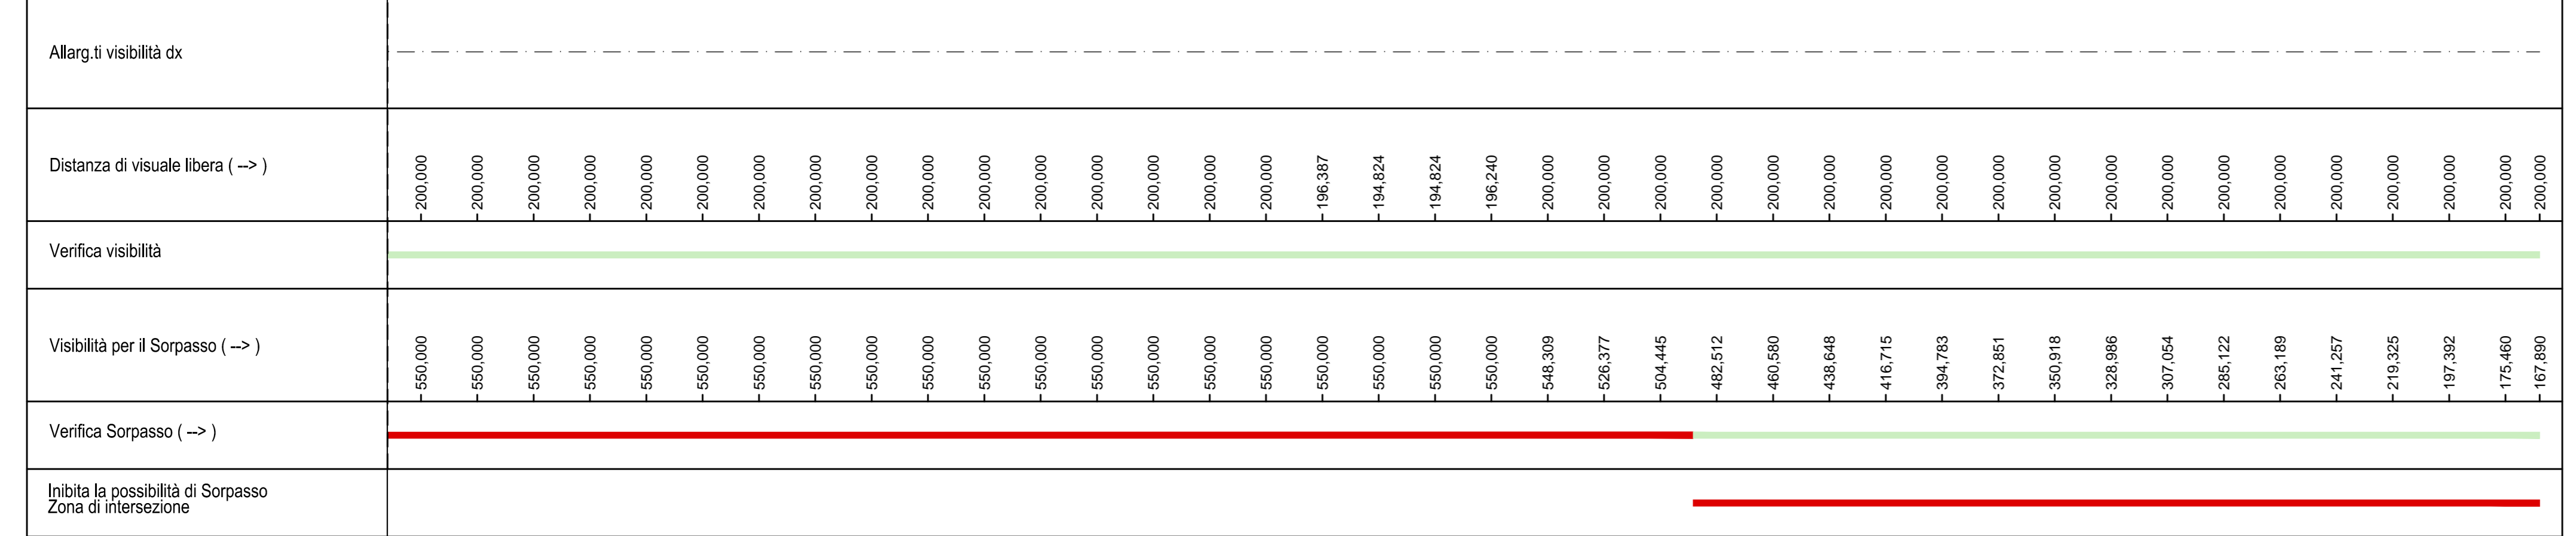 Allarg.ti visibilità dx
Distanza di visuale libera ( --> )
200,000 200,000 200,000 200,000 200,000 200,000 200,000 200,000 200,000 200,000 200,000 200,000 200,000 200,000 200,000 200,000 196,387 194,824 194,824 196,240 200,000 200,000 200,000 200,000 200,000 200,000 200,000 200,000 200,000 200,000 200,000 200,000 200,000 200,000 200,000 200,000 200,000 200,000 200,000
Verifica visibilità
Visibilità per il Sorpasso ( --> )
550,000 550,000 550,000 550,000 550,000 550,000 550,000 550,000 550,000 550,000 550,000 550,000 550,000 550,000 550,000 550,000 550,000 550,000 550,000 550,000 548,309 526,377 504,445 482,512 460,580 438,648 416,715 394,783 372,851 350,918 328,986 307,054 285,122 263,189 241,257 219,325 197,392 175,460 167,890
Verifica Sorpasso ( --> )
Inibita la possibilità di Sorpasso
Zona di intersezione